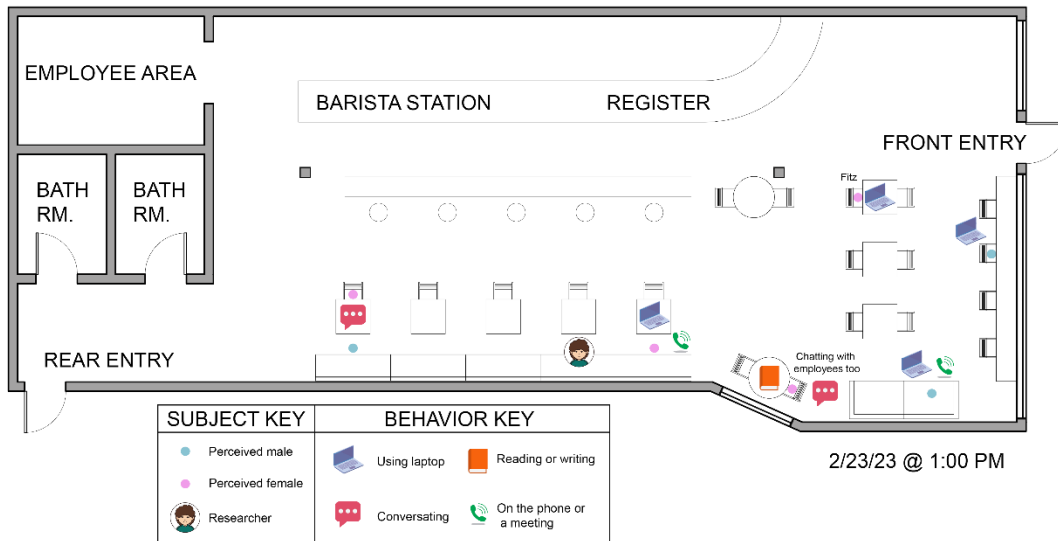 EMPLOYEE AREA
BARISTA STATION
REGISTER
FRONT ENTRY
BATH
RM.
BATH
RM.
Fitz
REAR ENTRY
Chatting with
employees too
SUBJECT KEY
BEHAVIOR KEY
Perceived male
Using laptop
Reading or writing
Perceived female
Researcher
Conversating
On the phone or
a meeting
2/23/23 @ 1:00 PM